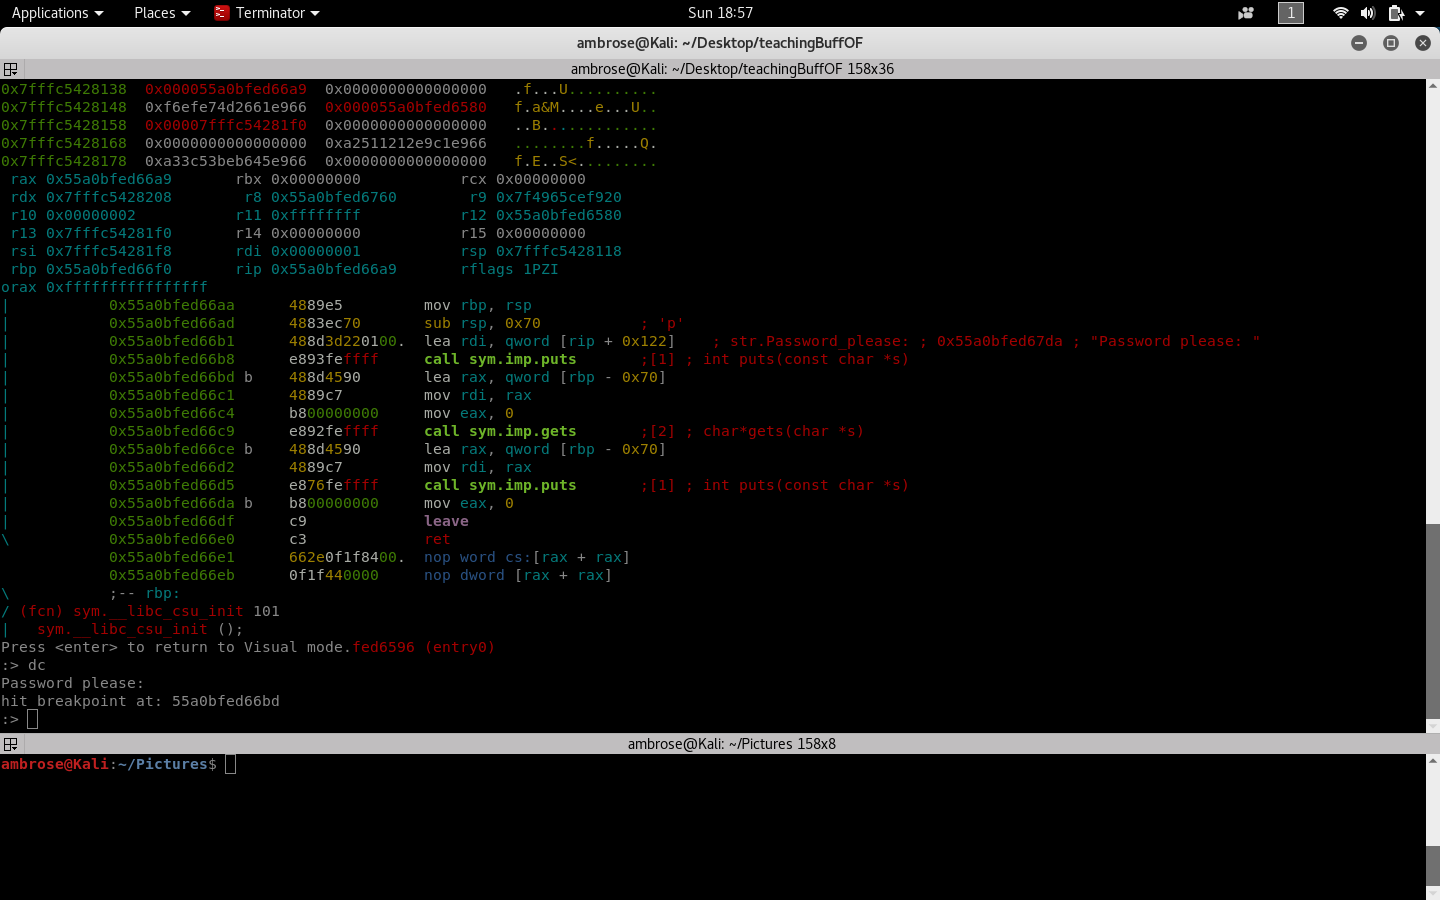 Applications Places Terminator Sun 18:57 1
ambrose@Kali: ~/Desktop/teachingBuffOF
ambrose@Kali: ~/Desktop/teachingBuffOF 158x36
0x7fffc5428138 0x000055a0bfed66a9 0x0000000000000000 .f...U..........
0x7fffc5428148 0xf6efe74d2661e966 0x000055a0bfed6580 f.a&M....e...U..
0x7fffc5428158 0x00007fffc54281f0 0x0000000000000000 ..B.............
0x7fffc5428168 0x0000000000000000 0xa2511212e9c1e966 ........f.....Q.
0x7fffc5428178 0xa33c53beb645e966 0x0000000000000000 f.E..S<.........
rax 0x55a0bfed66a9 rbx 0x00000000 rcx 0x00000000
rdx 0x7fffc5428208 r8 0x55a0bfed6760 r9 0x7f4965cef920
r10 0x00000002 r11 0xffffffff r12 0x55a0bfed6580
r13 0x7fffc54281f0 r14 0x00000000 r15 0x00000000
rsi 0x7fffc54281f8 rdi 0x00000001 rsp 0x7fffc5428118
rbp 0x55a0bfed66f0 rip 0x55a0bfed66a9 rflags 1PZI
orax 0xffffffffffffffff
| 0x55a0bfed66aa 4889e5 mov rbp, rsp
| 0x55a0bfed66ad 4883ec70 sub rsp, 0x70 ; 'p'
| 0x55a0bfed66b1 488d3d220100. lea rdi, qword [rip + 0x122] ; str.Password_please: ; 0x55a0bfed67da ; "Password please: "
| 0x55a0bfed66b8 e893feffff call sym.imp.puts ;[1] ; int puts(const char *s)
| 0x55a0bfed66bd b 488d4590 lea rax, qword [rbp - 0x70]
| 0x55a0bfed66c1 4889c7 mov rdi, rax
| 0x55a0bfed66c4 b800000000 mov eax, 0
| 0x55a0bfed66c9 e892feffff call sym.imp.gets ;[2] ; char*gets(char *s)
| 0x55a0bfed66ce b 488d4590 lea rax, qword [rbp - 0x70]
| 0x55a0bfed66d2 4889c7 mov rdi, rax
| 0x55a0bfed66d5 e876feffff call sym.imp.puts ;[1] ; int puts(const char *s)
| 0x55a0bfed66da b b800000000 mov eax, 0
| 0x55a0bfed66df c9 leave
\ 0x55a0bfed66e0 c3 ret
0x55a0bfed66e1 662e0f1f8400. nop word cs:[rax + rax]
0x55a0bfed66eb 0f1f440000 nop dword [rax + rax]
\ ;-- rbp:
/ (fcn) sym.__libc_csu_init 101
| sym.__libc_csu_init ();
Press <enter> to return to Visual mode.fed6596 (entry0)
:> dc
Password please:
hit breakpoint at: 55a0bfed66bd
:>
ambrose@Kali: ~/Pictures 158x8
ambrose@Kali:~/Pictures$